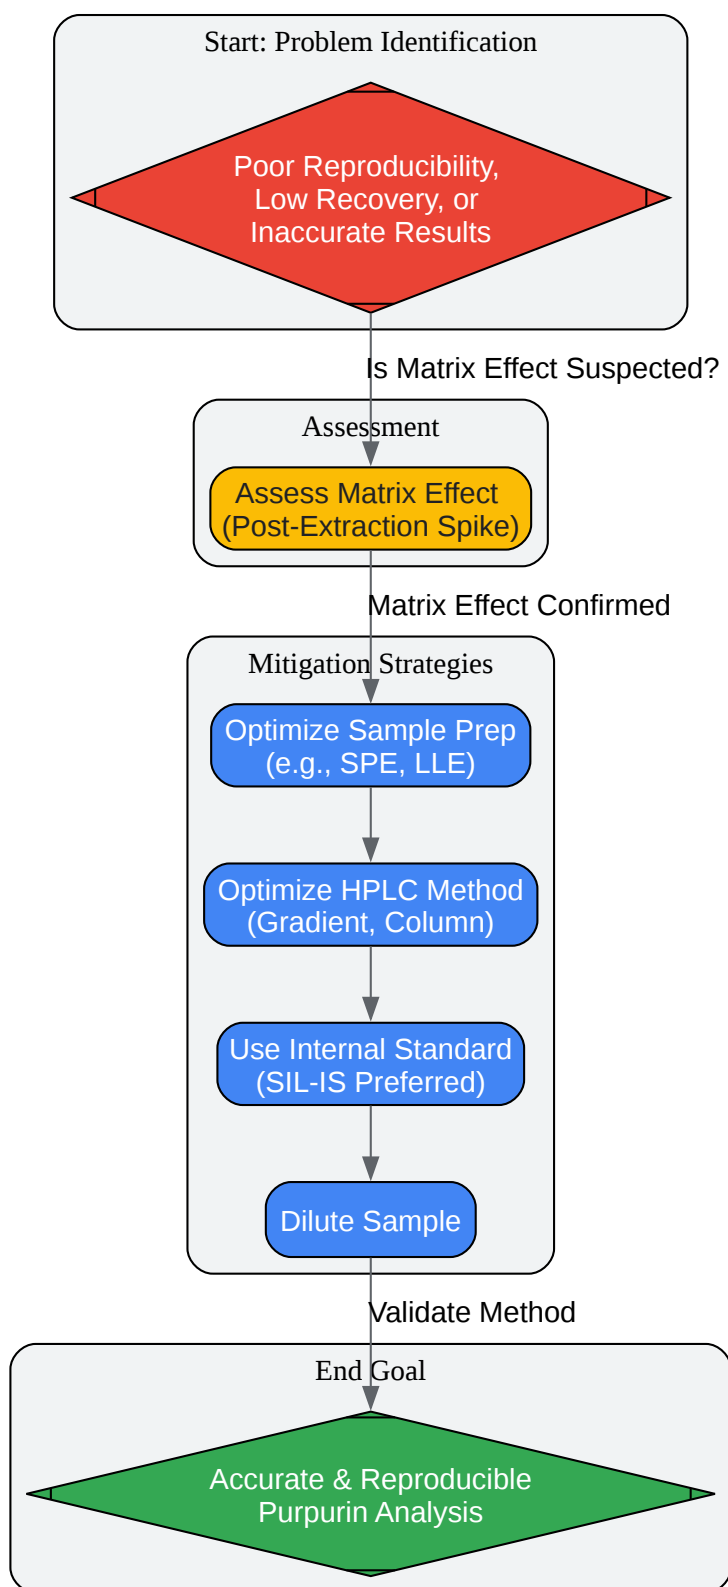 Start: Problem Identification
Poor Reproducibility,
Low Recovery, or
Inaccurate Results
Is Matrix Effect Suspected?
Assessment
Assess Matrix Effect
(Post-Extraction Spike)
Matrix Effect Confirmed
Mitigation Strategies
Optimize Sample Prep
(e.g., SPE, LLE)
Optimize HPLC Method
(Gradient, Column)
Use Internal Standard
(SIL-IS Preferred)
Dilute Sample
Validate Method
End Goal
Accurate & Reproducible
Purpurin Analysis